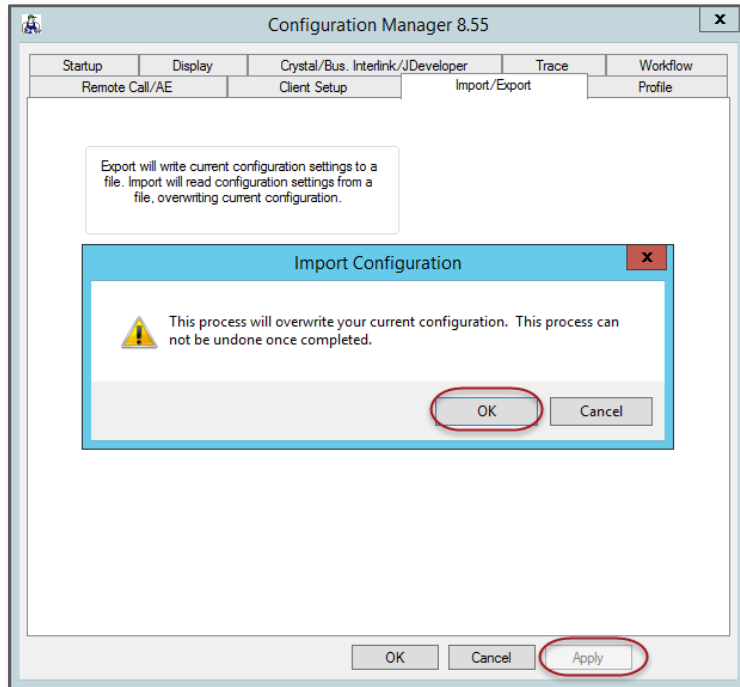 Configuration Manager 8.55
x
Startup Display Crystal/Bus. Interlink/JDeveloper Trace Workflow
Remote Call/AE Client Setup Import/Export Profile
Export will write current configuration settings to a
file. Import will read configuration settings from a
file, overwriting current configuration.
Import Configuration
x
This process will overwrite your current configuration. This process can
not be undone once completed.
OK Cancel
OK Cancel Apply